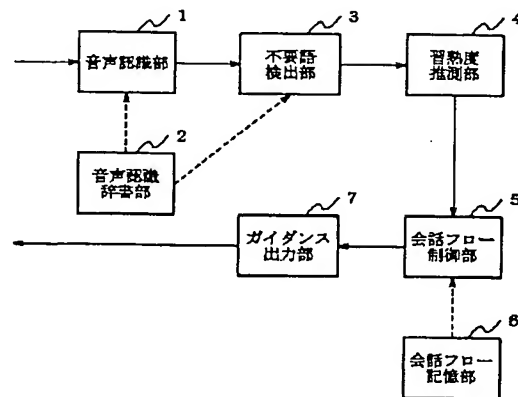 1
音声認識部
3
不要語
検出部
4
習熟度
推測部
2
音声認識
辞書部
7
ガイダンス
出力部
5
会話フロー
制御部
6
会話フロー
記憶部